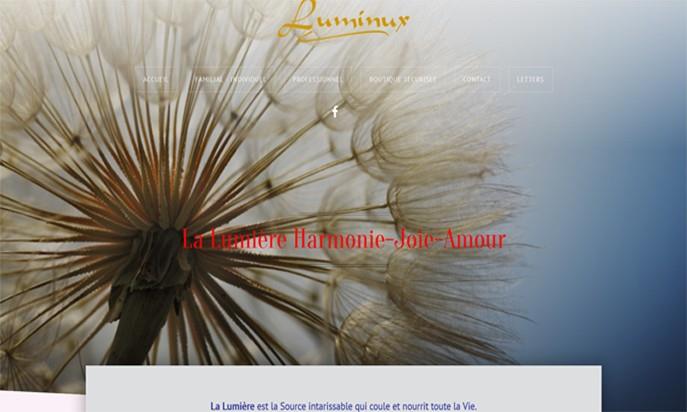 Luminux
ACCUEIL FAMILIAL - INDIVIDUEL PROFESSIONNEL BOUTIQUE SÉCURISÉE CONTACT LETTERS
La Lumière Harmonie-Joie-Amour
La Lumière est la Source intarissable qui coule et nourrit toute la Vie.